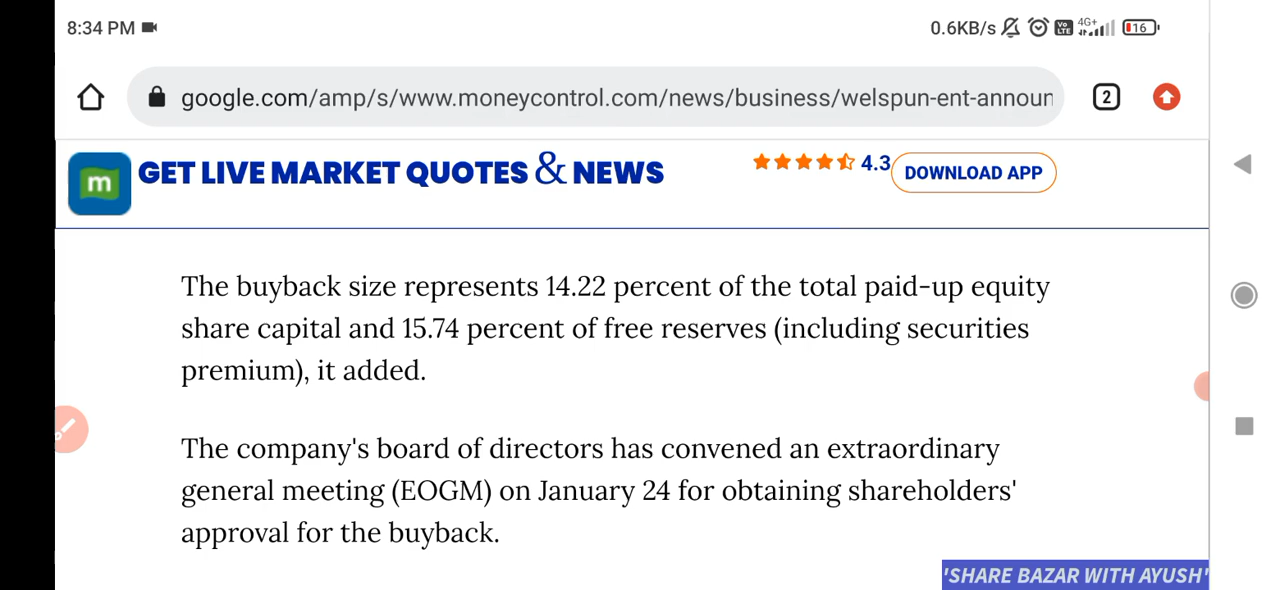 8:34 PM
0.6KB/s Vo LTE 4G+ 16
google.com/amp/s/www.moneycontrol.com/news/business/welspun-ent-announ
2
m GET LIVE MARKET QUOTES & NEWS 4.3 DOWNLOAD APP
The buyback size represents 14.22 percent of the total paid-up equity
share capital and 15.74 percent of free reserves (including securities
premium), it added.
The company's board of directors has convened an extraordinary
general meeting (EOGM) on January 24 for obtaining shareholders'
approval for the buyback.
'SHARE BAZAR WITH AYUSH'